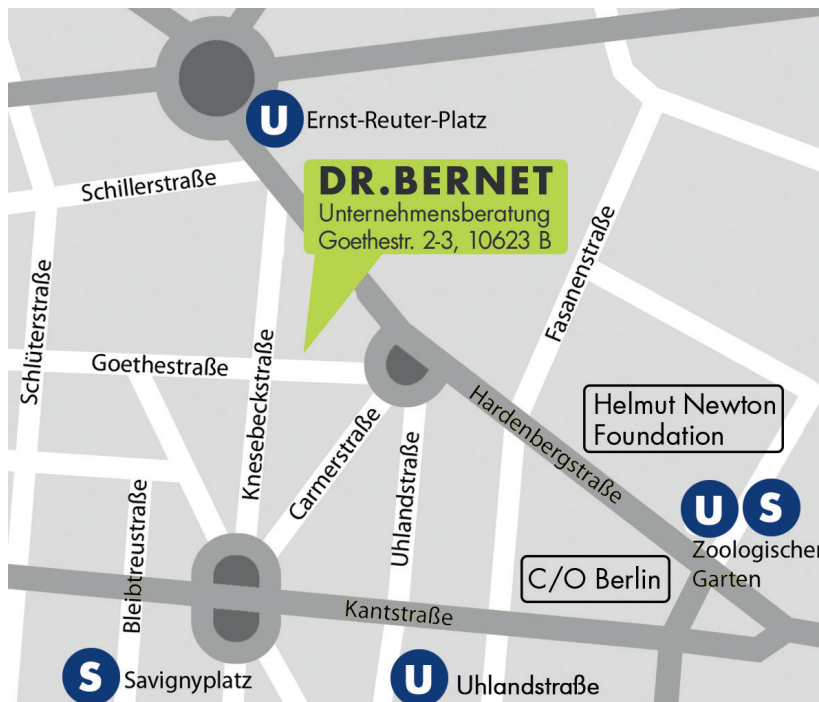 U Ernst-Reuter-Platz
Schillerstraße
DR.BERNET
Unternehmensberatung
Goethestr. 2-3, 10623 B
Schlüterstraße
Goethestraße
Knesebeckstraße
Fasanenstraße
Hardenbergstraße
Helmut Newton
Foundation
Carmerstraße
Uhlandstraße
Bleibtreustraße
U S
Zoologischer
Garten
C/O Berlin
Kantstraße
S Savignyplatz
U Uhlandstraße